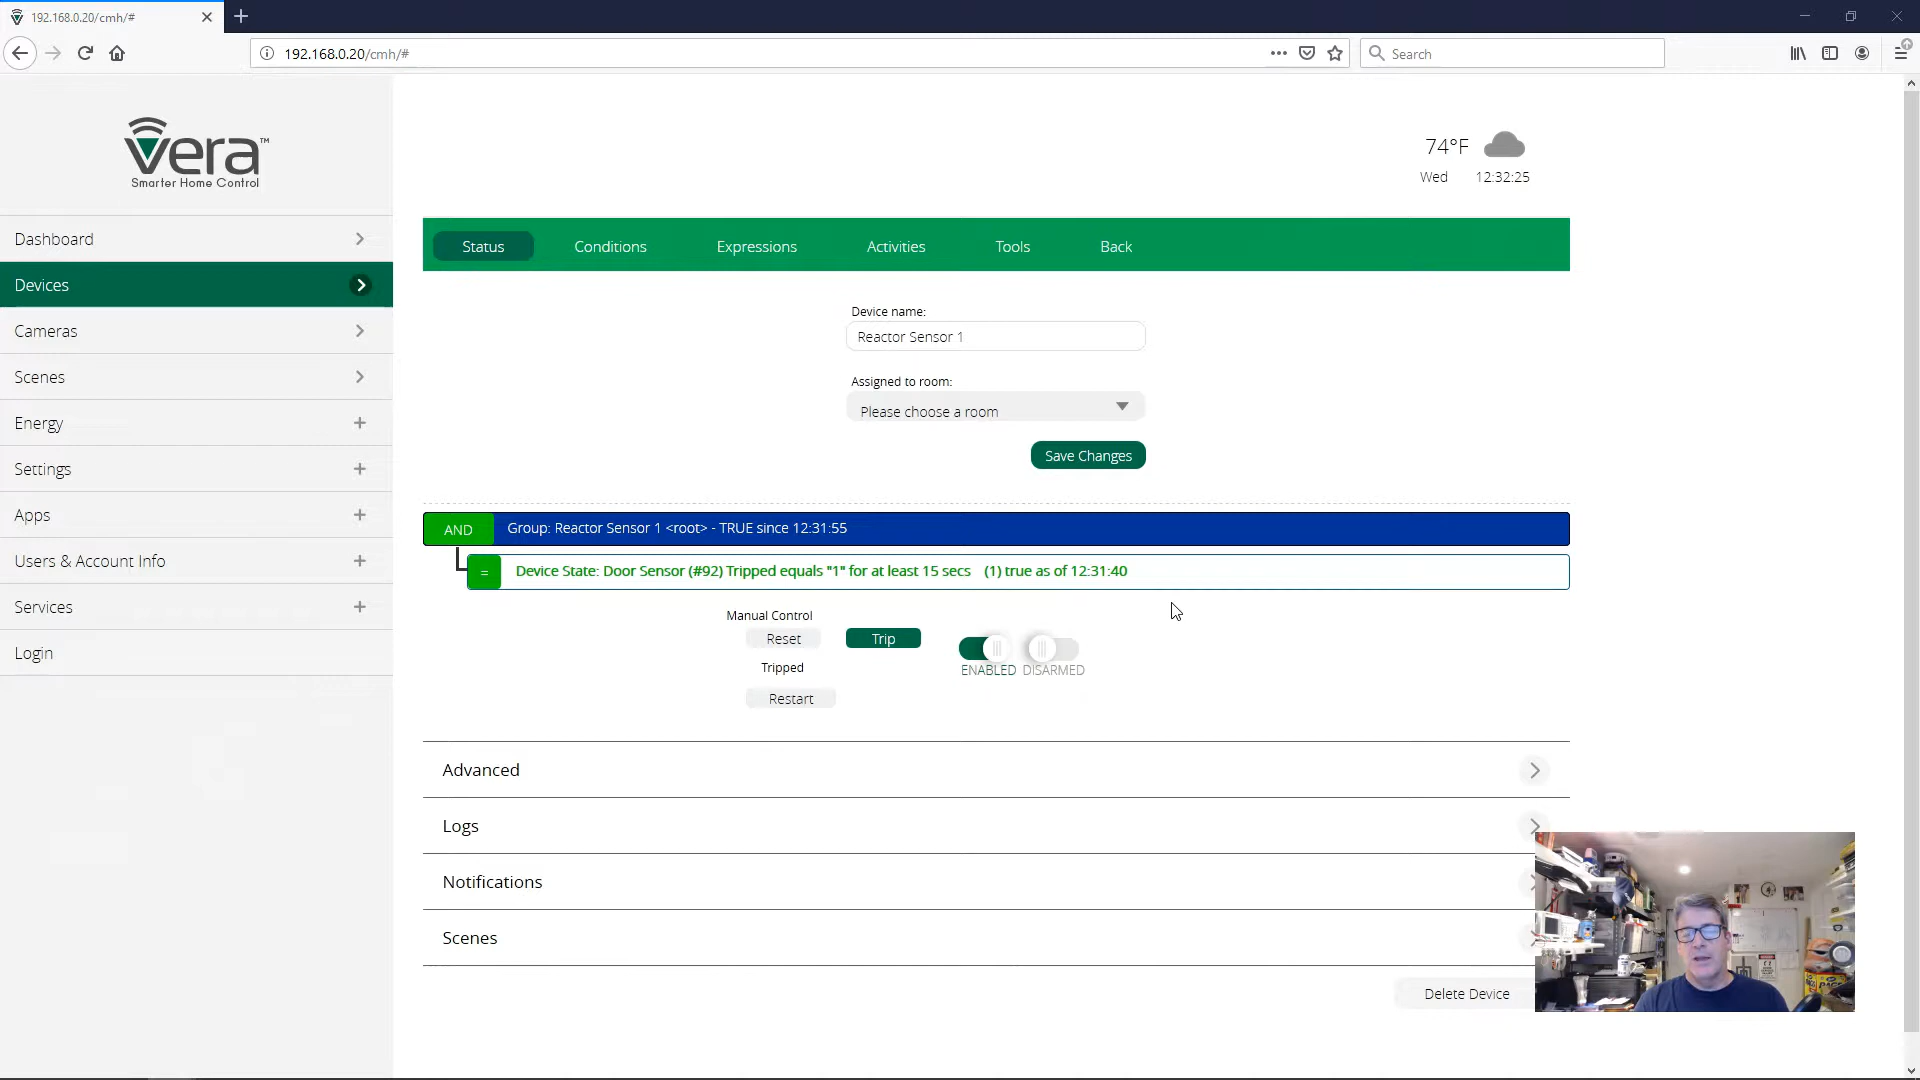 192.168.0.20/cmh/#
192.168.0.20/cmh/#
Search
vera™
Smarter Home Control
74°F
Wed 12:32:25
Dashboard
Devices
Cameras
Scenes
Energy
Settings
Apps
Users & Account Info
Services
Login
Status Conditions Expressions Activities Tools Back
Device name:
Reactor Sensor 1
Assigned to room:
Please choose a room
Save Changes
AND Group: Reactor Sensor 1 <root> - TRUE since 12:31:55
= Device State: Door Sensor (#92) Tripped equals "1" for at least 15 secs (1) true as of 12:31:40
Manual Control
Reset Trip
Tripped
ENABLED DISARMED
Restart
Advanced
Logs
Notifications
Scenes
Delete Device